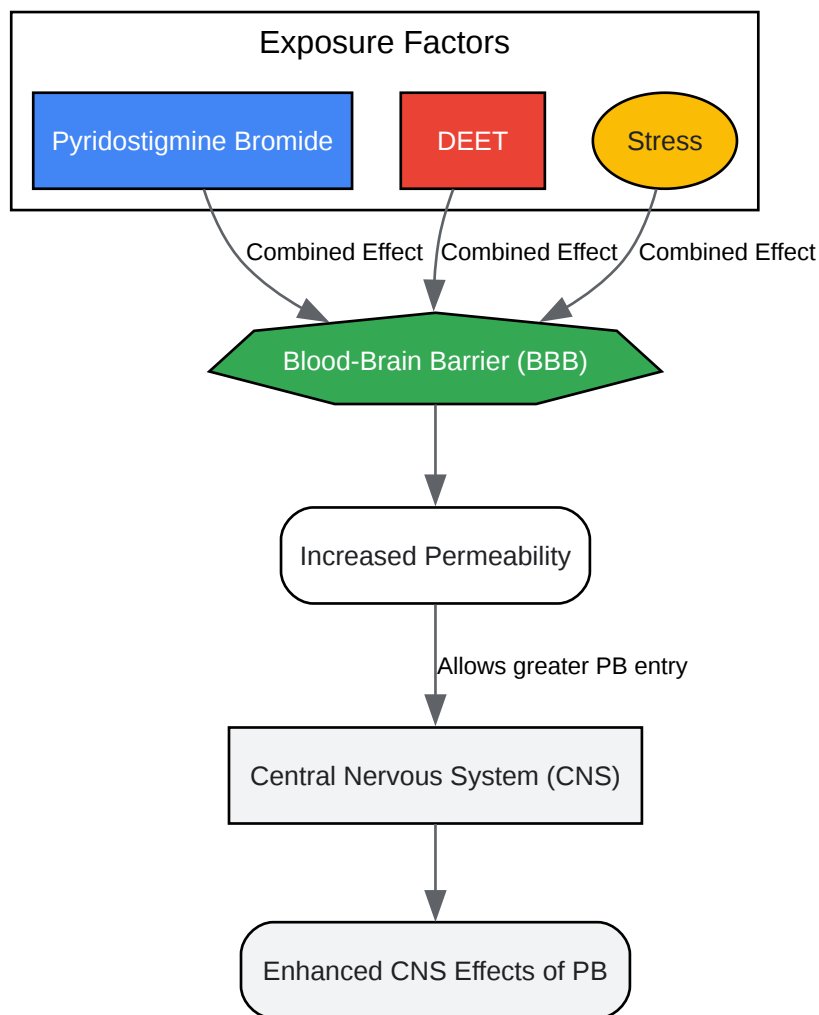 Exposure Factors
Pyridostigmine Bromide
DEET
Stress
Combined Effect
Combined Effect
Combined Effect
Blood-Brain Barrier (BBB)
Increased Permeability
Allows greater PB entry
Central Nervous System (CNS)
Enhanced CNS Effects of PB